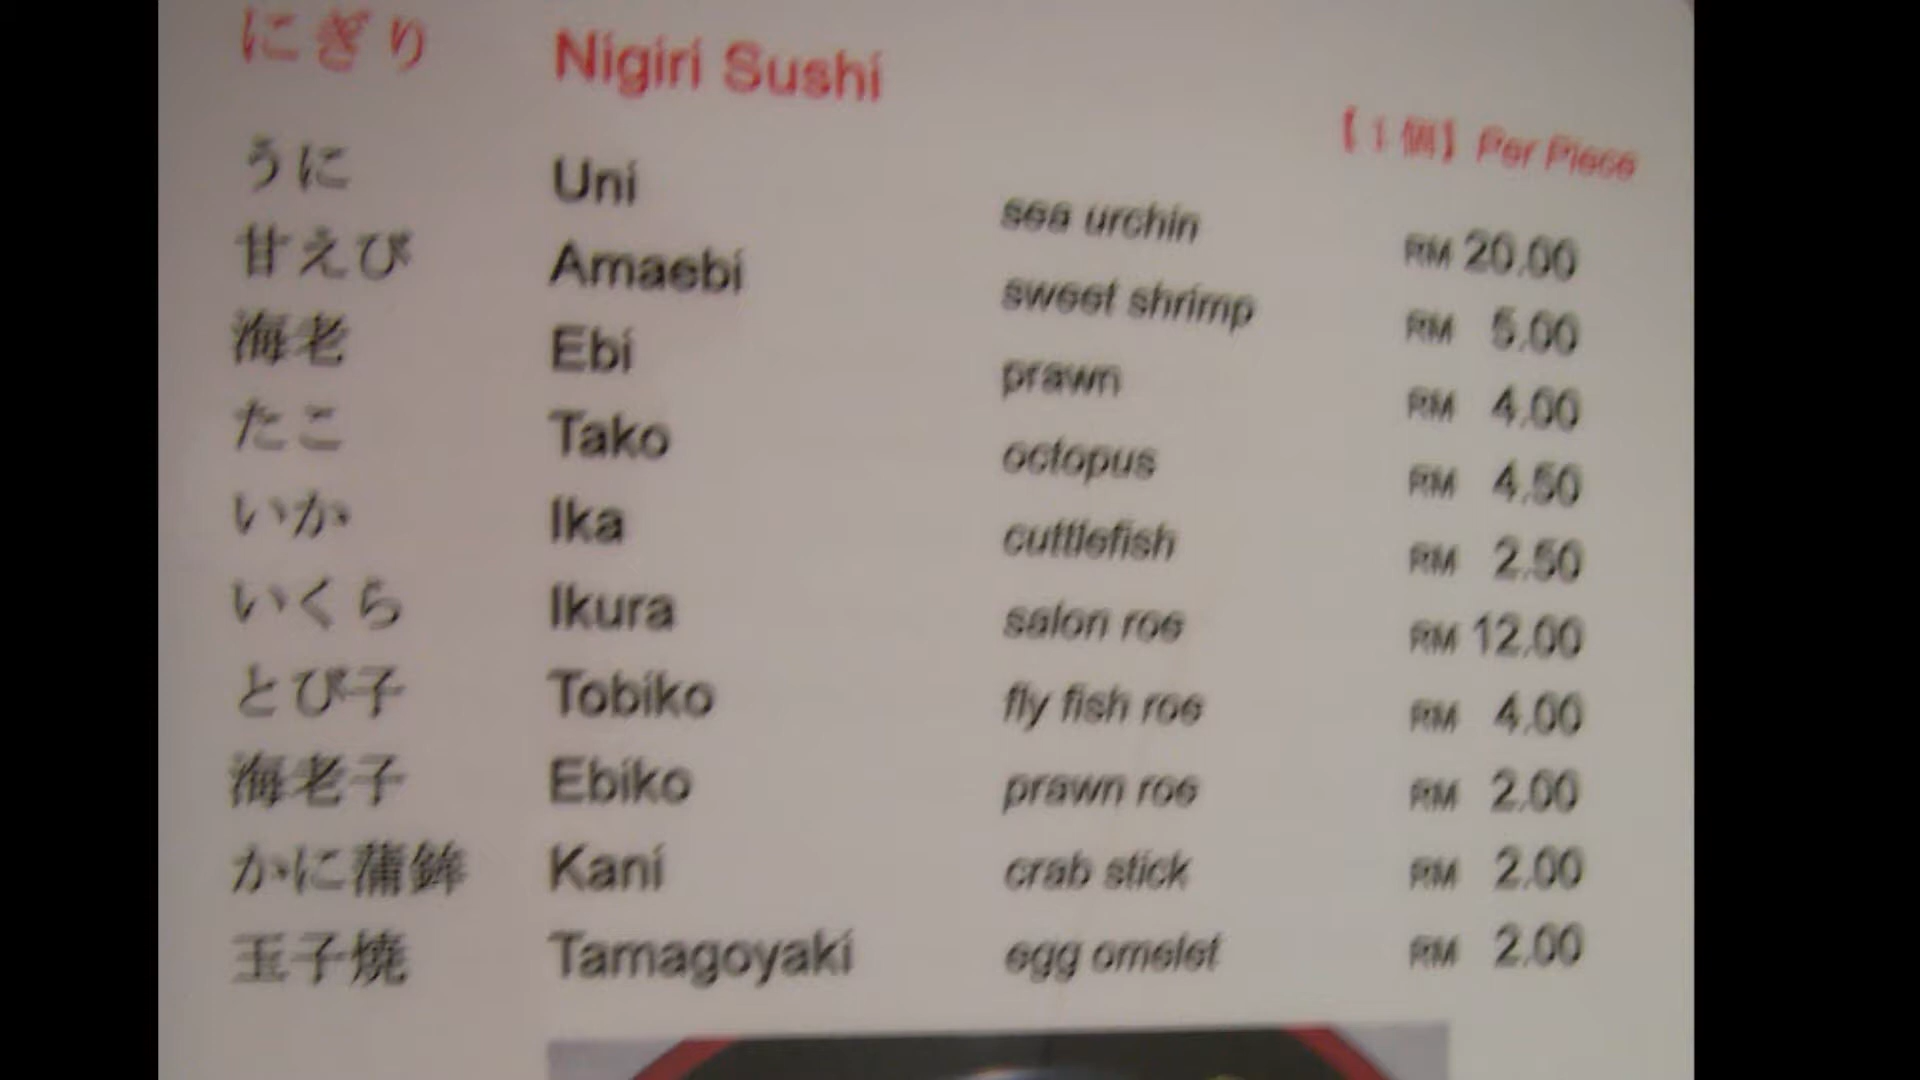 にぎり Nigiri Sushi
【1個】Per Piece
うに Uni sea urchin RM 20.00
甘えび Amaebi sweet shrimp RM 5.00
海老 Ebi prawn RM 4.00
たこ Tako octopus RM 4.50
いか Ika cuttlefish RM 2.50
いくら Ikura salon roe RM 12.00
とび子 Tobiko fly fish roe RM 4.00
海老子 Ebiko prawn roe RM 2.00
かに蒲鉾 Kani crab stick RM 2.00
玉子焼 Tamagoyaki egg omelet RM 2.00